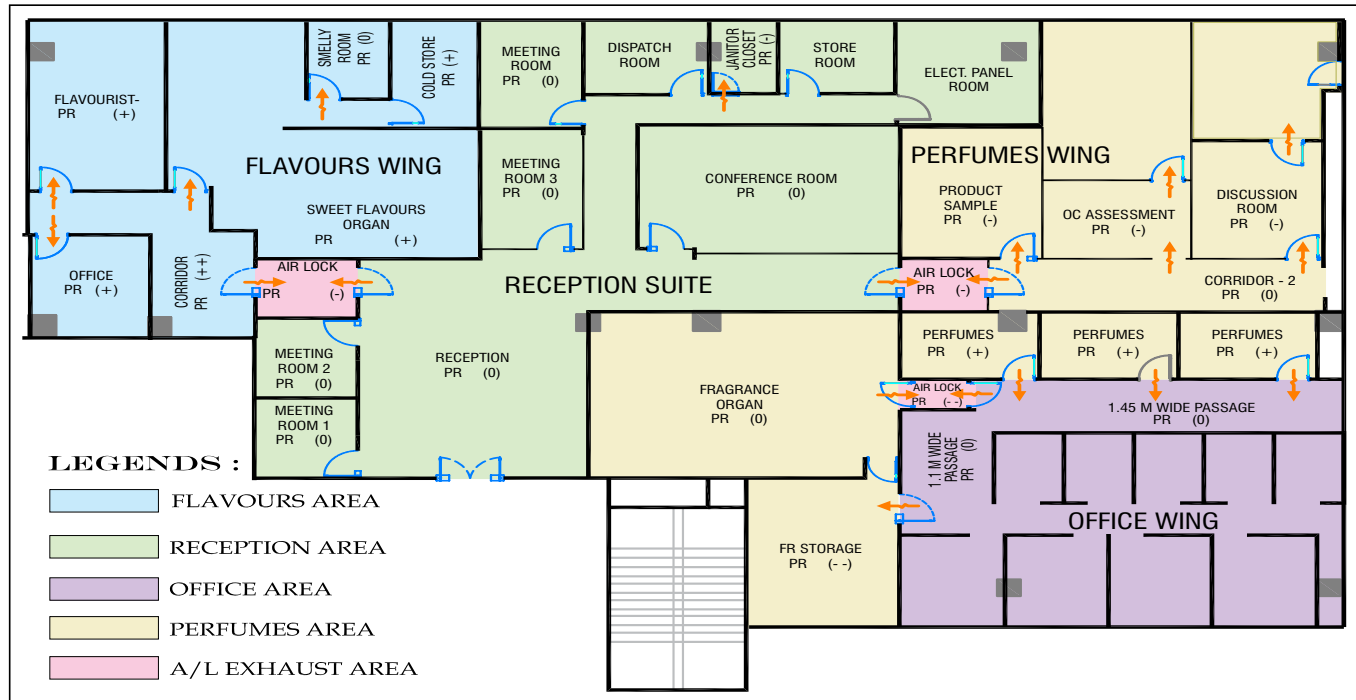 SMELLY
ROOM
PR (0)
COLD STORE
PR (+)
MEETING
ROOM
PR (0)
DISPATCH
ROOM
JANITOR
CLOSET
PR (-)
STORE
ROOM
ELECT. PANEL
ROOM
FLAVOURIST-
PR (+)
FLAVOURS WING
MEETING
ROOM 3
PR (0)
CONFERENCE ROOM
PR (0)
PERFUMES WING
PRODUCT
SAMPLE
PR (-)
OC ASSESSMENT
PR (-)
DISCUSSION
ROOM
PR (-)
SWEET FLAVOURS
ORGAN
PR (+)
OFFICE
PR (+)
CORRIDOR
PR (++)
AIR LOCK
PR (-)
RECEPTION SUITE
AIR LOCK
PR (-)
CORRIDOR - 2
PR (0)
MEETING
ROOM 2
PR (0)
RECEPTION
PR (0)
PERFUMES
PR (+)
PERFUMES
PR (+)
PERFUMES
PR (+)
FRAGRANCE
ORGAN
PR (0)
AIR LOCK
PR (- -)
1.45 M WIDE PASSAGE
PR (0)
MEETING
ROOM 1
PR (0)
1.1 M WIDE
PASSAGE
PR (0)
OFFICE WING
FR STORAGE
PR (- -)
LEGENDS :
FLAVOURS AREA
RECEPTION AREA
OFFICE AREA
PERFUMES AREA
A/L EXHAUST AREA